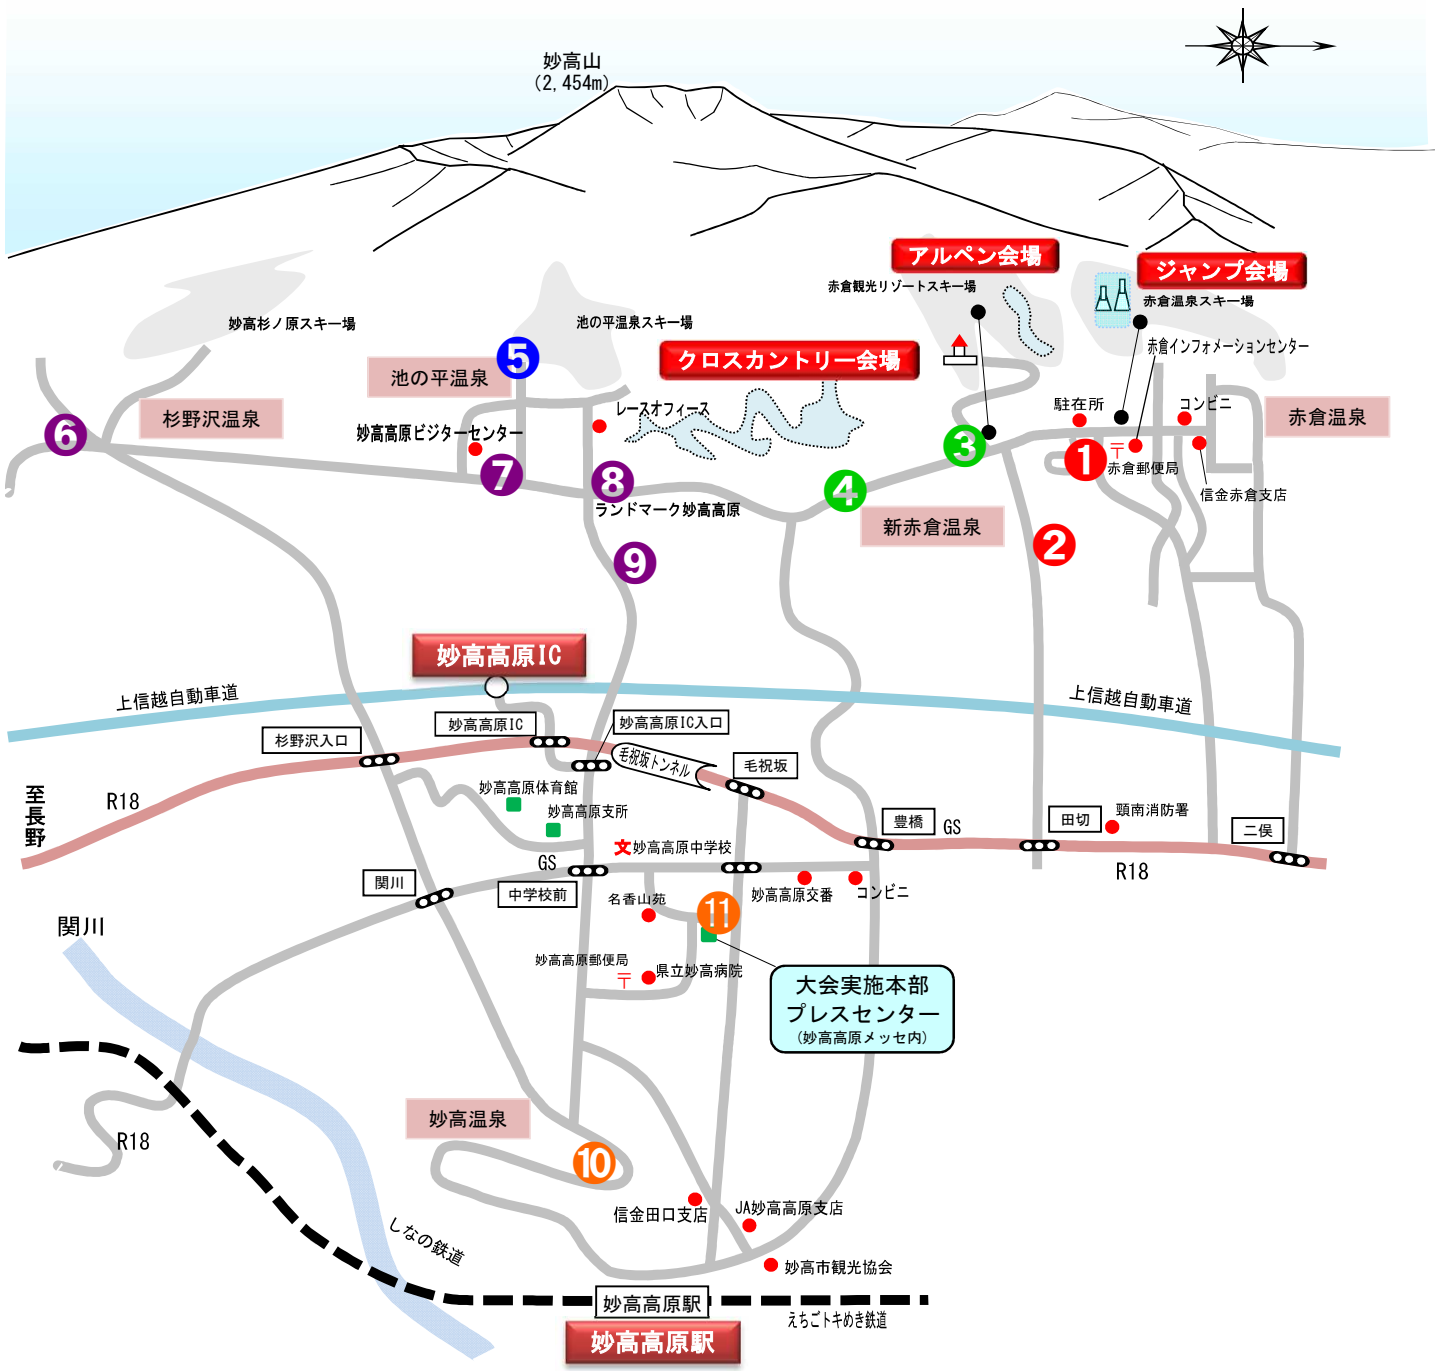 妙高山
(2,454m)
アルペン会場
ジャンプ会場
赤倉観光リゾートスキー場
赤倉温泉スキー場
妙高杉ノ原スキー場
池の平温泉スキー場
赤倉インフォメーションセンター
クロスカントリー会場
5
池の平温泉
杉野沢温泉
レースオフィース
駐在所
コンビニ
赤倉温泉
6
妙高高原ビジターセンター
3
1
〒
赤倉郵便局
7
8
4
信金赤倉支店
ランドマーク妙高高原
新赤倉温泉
2
9
妙高高原IC
上信越自動車道
上信越自動車道
杉野沢入口
妙高高原IC
妙高高原IC入口
毛祝坂トンネル
毛祝坂
至長野
R18
妙高高原体育館
妙高高原支所
豊橋
GS
田切
頸南消防署
二俣
文妙高高原中学校
GS
R18
関川
中学校前
名香山苑
妙高高原交番
コンビニ
11
関川
妙高高原郵便局
〒
県立妙高病院
大会実施本部
プレスセンター
(妙高高原メッセ内)
妙高温泉
R18
10
信金田口支店
JA妙高高原支店
しなの鉄道
妙高市観光協会
妙高高原駅
えちごトキめき鉄道
妙高高原駅